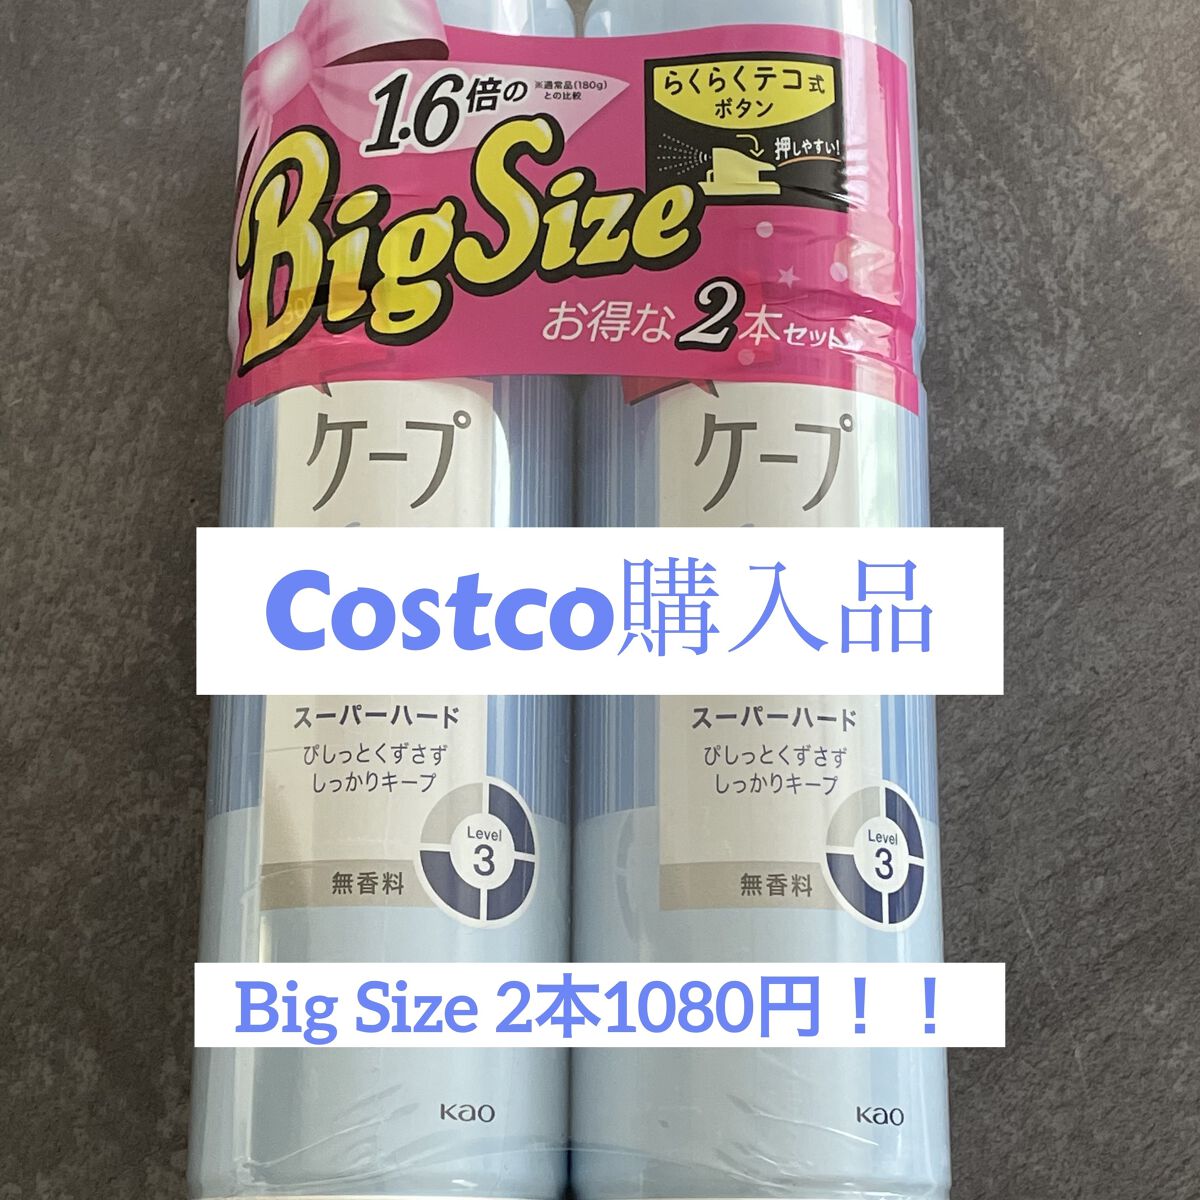 1.6倍の
※通常品(180g)
との比較
らくらくテコ式
ボタン
押しやすい!
Big Size
お得な2本セット
ケープ
ケープ
Costco購入品
スーパーハード
ぴしっとくずさず
しっかりキープ
Level
3
無香料
スーパーハード
ぴしっとくずさず
しっかりキープ
Level
3
無香料
Big Size 2本1080円！！
Kao
Kao